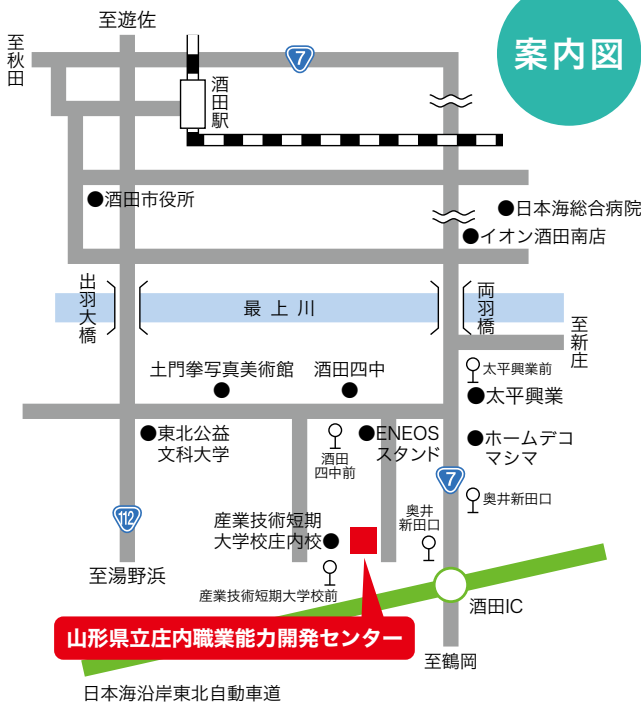 至遊佐
至秋田
7
案内図
酒田駅
酒田市役所
日本海総合病院
イオン酒田南店
出羽大橋
最上川
両羽橋
至新庄
土門拳写真美術館
酒田四中
太平興業前
太平興業
東北公益
文科大学
ENEOS
スタンド
ホームデコ
マシマ
酒田
四中前
7
奥井新田口
112
産業技術短期
大学校庄内校
奥井
新田口
至湯野浜
産業技術短期大学校前
酒田IC
山形県立庄内職業能力開発センター
至鶴岡
日本海沿岸東北自動車道